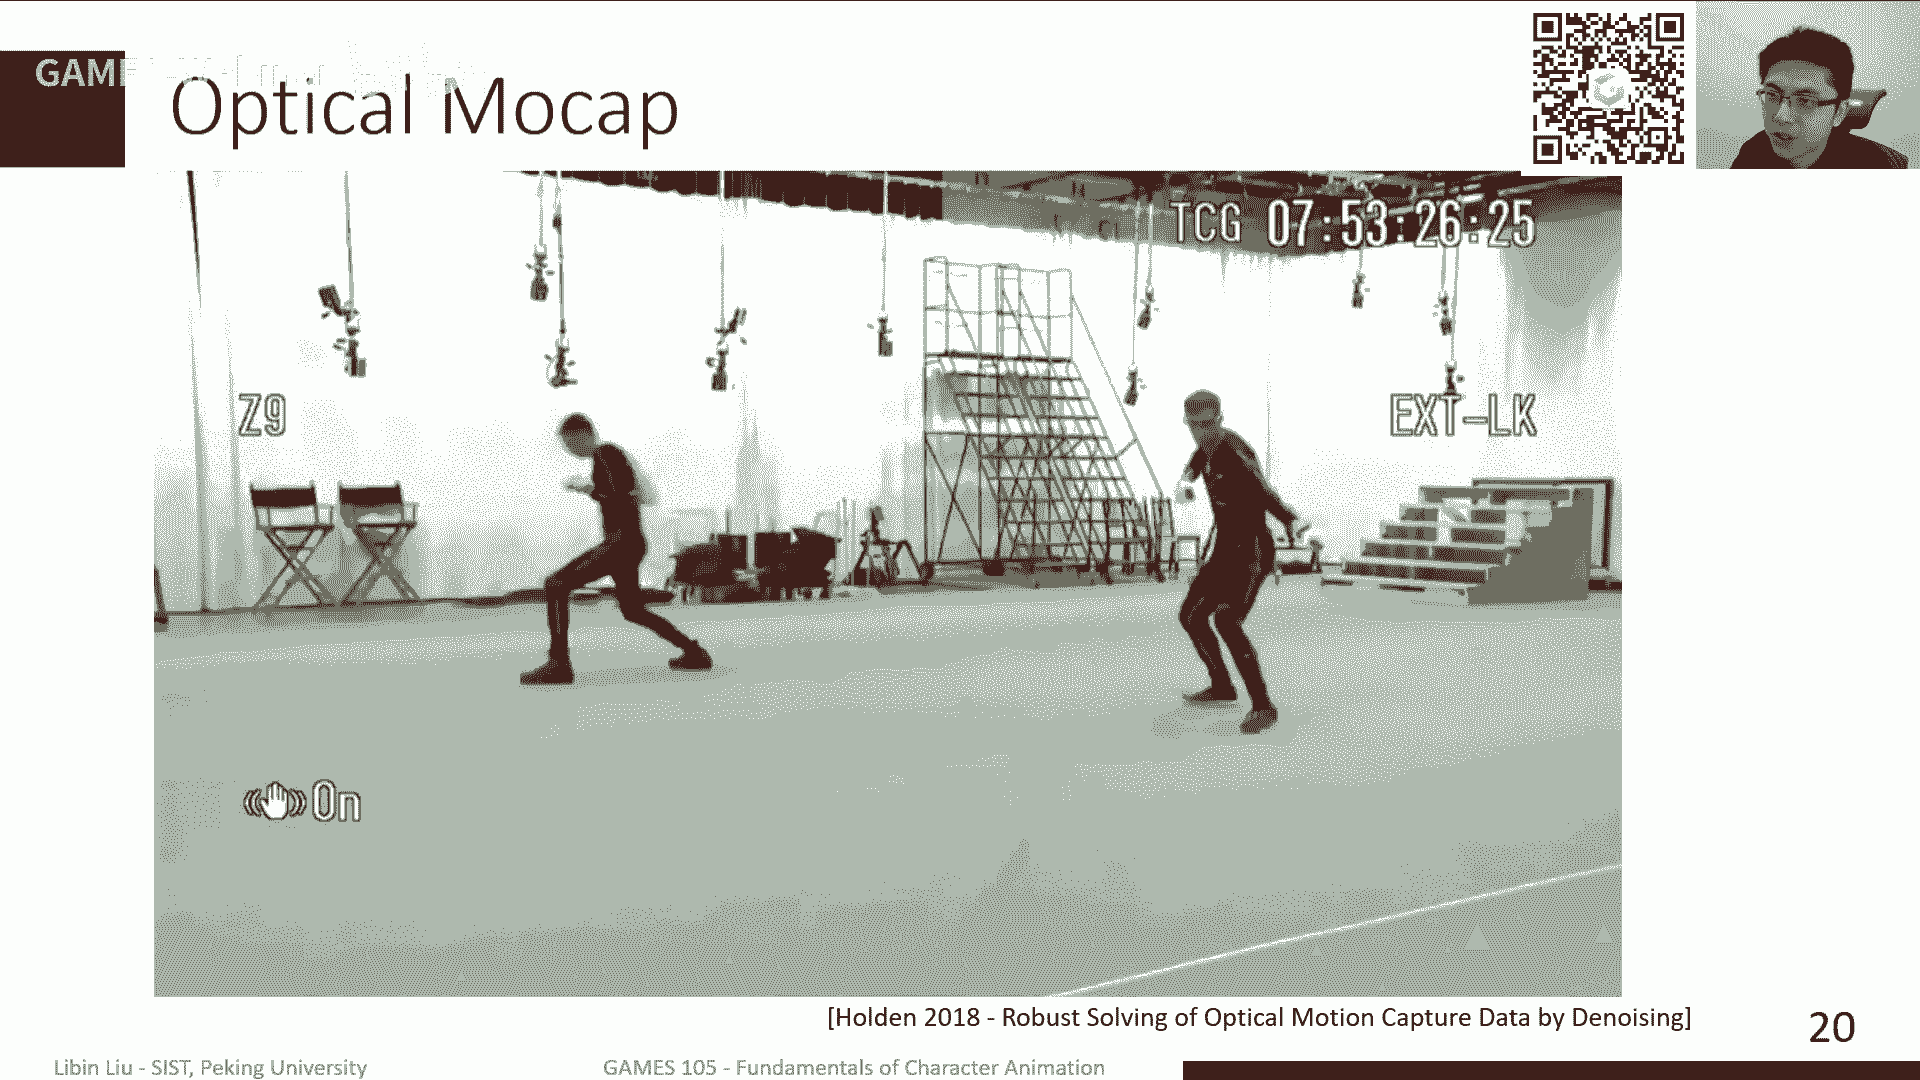 GAME
Optical Mocap
TCG 07:53:26:25
Z9
EXT-LK
On
[Holden 2018 - Robust Solving of Optical Motion Capture Data by Denoising]
20
Libin Liu - SIST, Peking University
GAMES 105 - Fundamentals of Character Animation